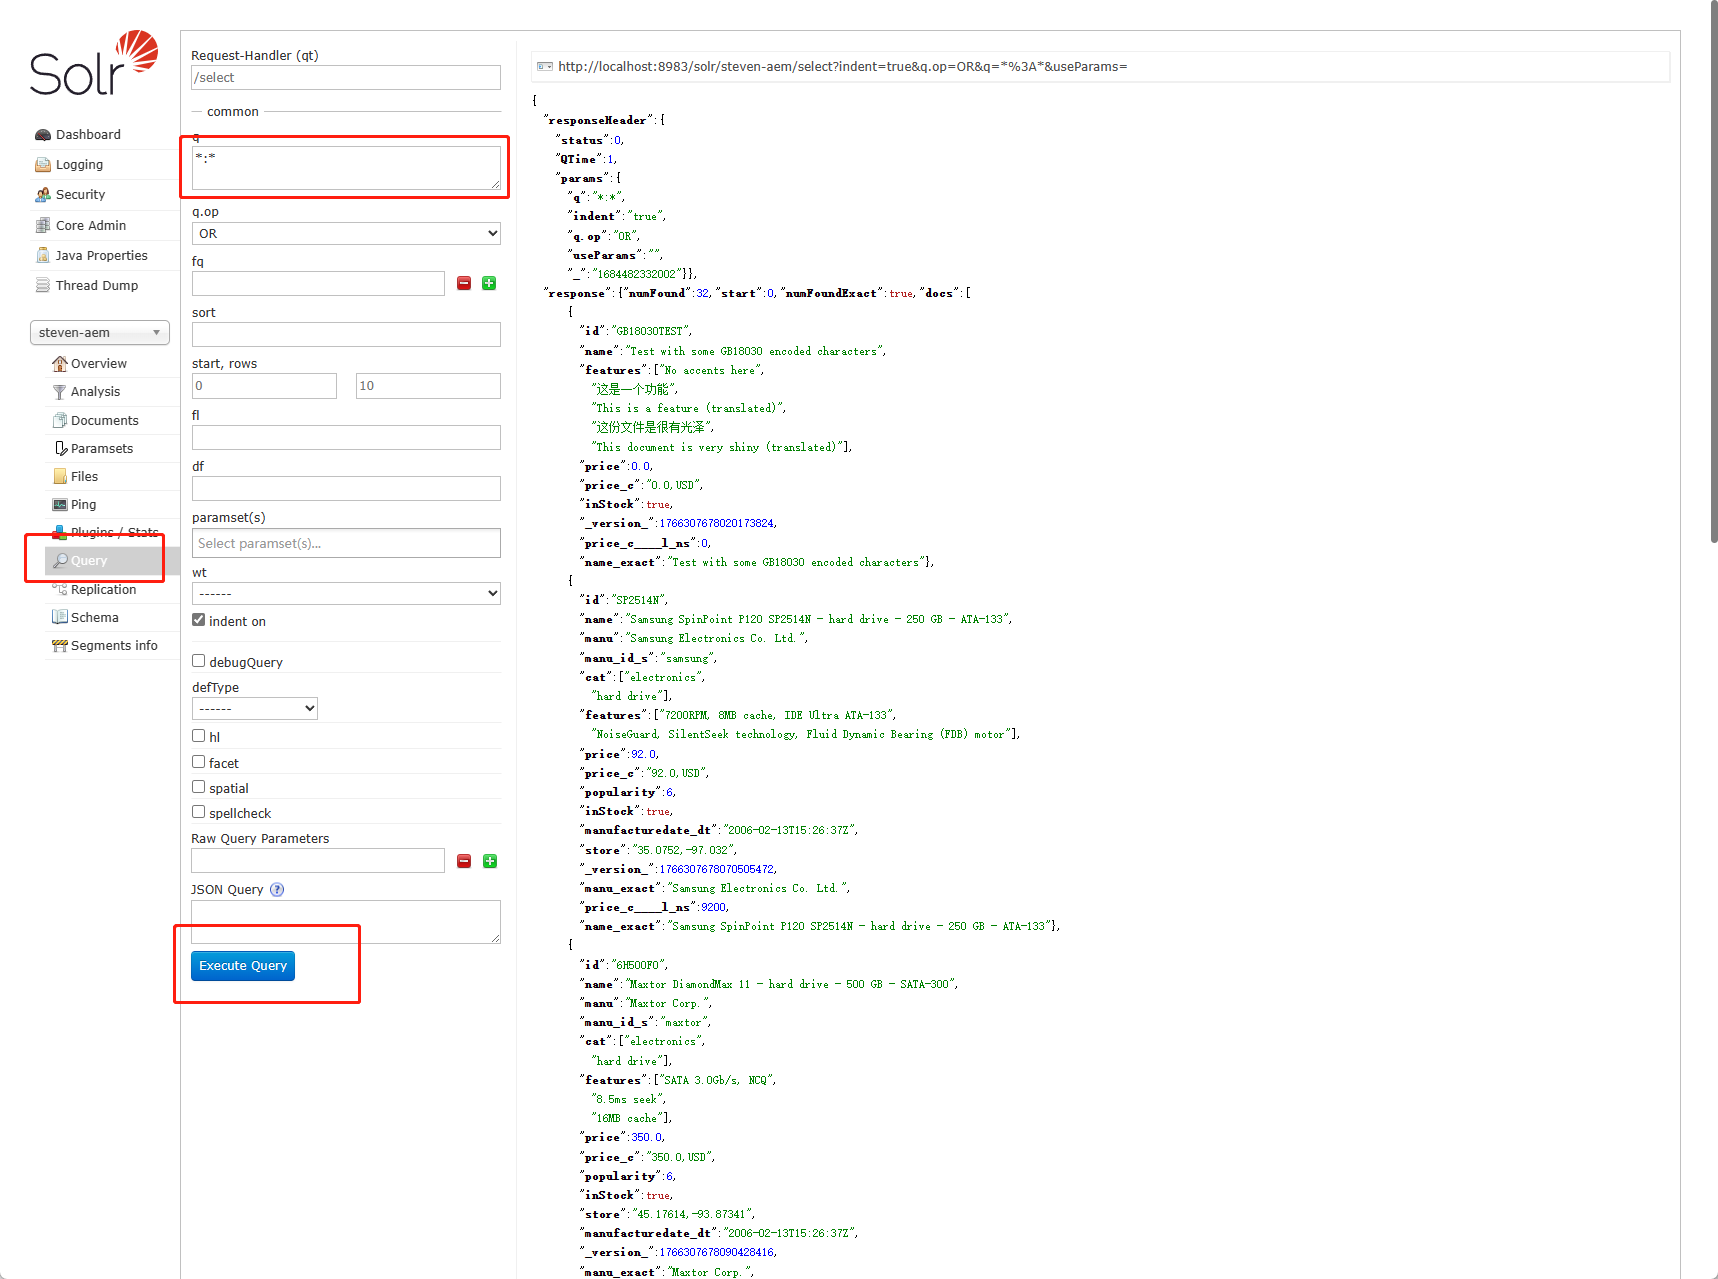 Solr
Dashboard
Logging
Security
Core Admin
Java Properties
Thread Dump
steven-aem
Overview
Analysis
Documents
Paramsets
Files
Ping
Plugins / Stats
Query
Replication
Schema
Segments info
Request-Handler (qt)
/select
common
q
*:*
q.op
OR
fq
sort
start, rows
0
10
fl
df
paramset(s)
Select paramset(s)...
wt
------
indent on
debugQuery
defType
------
hl
facet
spatial
spellcheck
Raw Query Parameters
JSON Query ?
Execute Query
http://localhost:8983/solr/steven-aem/select?indent=true&q.op=OR&q=*%3A*&useParams=
{
"responseHeader":{
"status":0,
"QTime":1,
"params":{
"q":"*:*",
"indent":"true",
"q.op":"OR",
"useParams":"",
"_":"1684482332002"}},
"response":{"numFound":32,"start":0,"numFoundExact":true,"docs":[
{
"id":"GB18030TEST",
"name":"Test with some GB18030 encoded characters",
"features":["No accents here",
"这是一个功能",
"This is a feature (translated)",
"这份文件是很有光泽",
"This document is very shiny (translated)"],
"price":0.0,
"price_c":"0.0,USD",
"inStock":true,
"_version_":1766307678020173824,
"price_c____l_ns":0,
"name_exact":"Test with some GB18030 encoded characters"},
{
"id":"SP2514N",
"name":"Samsung SpinPoint P120 SP2514N - hard drive - 250 GB - ATA-133",
"manu":"Samsung Electronics Co. Ltd.",
"manu_id_s":"samsung",
"cat":["electronics",
"hard drive"],
"features":["7200RPM, 8MB cache, IDE Ultra ATA-133",
"NoiseGuard, SilentSeek technology, Fluid Dynamic Bearing (FDB) motor"],
"price":92.0,
"price_c":"92.0,USD",
"popularity":6,
"inStock":true,
"manufacturedate_dt":"2006-02-13T15:26:37Z",
"store":"35.0752,-97.032",
"_version_":1766307678070505472,
"manu_exact":"Samsung Electronics Co. Ltd.",
"price_c____l_ns":9200,
"name_exact":"Samsung SpinPoint P120 SP2514N - hard drive - 250 GB - ATA-133"},
{
"id":"6H500F0",
"name":"Maxtor DiamondMax 11 - hard drive - 500 GB - SATA-300",
"manu":"Maxtor Corp.",
"manu_id_s":"maxtor",
"cat":["electronics",
"hard drive"],
"features":["SATA 3.0Gb/s, NCQ",
"8.5ms seek",
"16MB cache"],
"price":350.0,
"price_c":"350.0,USD",
"popularity":6,
"inStock":true,
"store":"45.17614,-93.87341",
"manufacturedate_dt":"2006-02-13T15:26:37Z",
"_version_":1766307678090428416,
"manu_exact":"Maxtor Corp.",